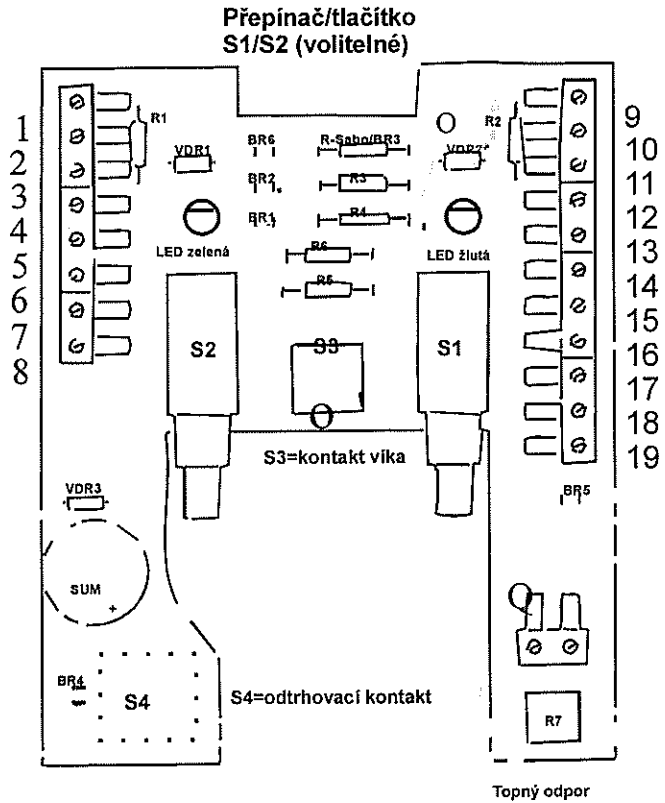 Přepínač/tlačítko
S1/S2 (volitelné)
1
2
3
4
5
6
7
8
R1
VDR1
BR6
BR2
BR1
R-Sabo/BR3
R3
R4
R6
R5
VDR2*
R2
LED zelená
LED žlutá
S2
S3
S1
9
10
11
12
13
14
15
16
17
18
19
S3=kontakt víka
VDR3
SUM
+
BR5
BR4
S4
S4=odtrhovací kontakt
R7
Topný odpor